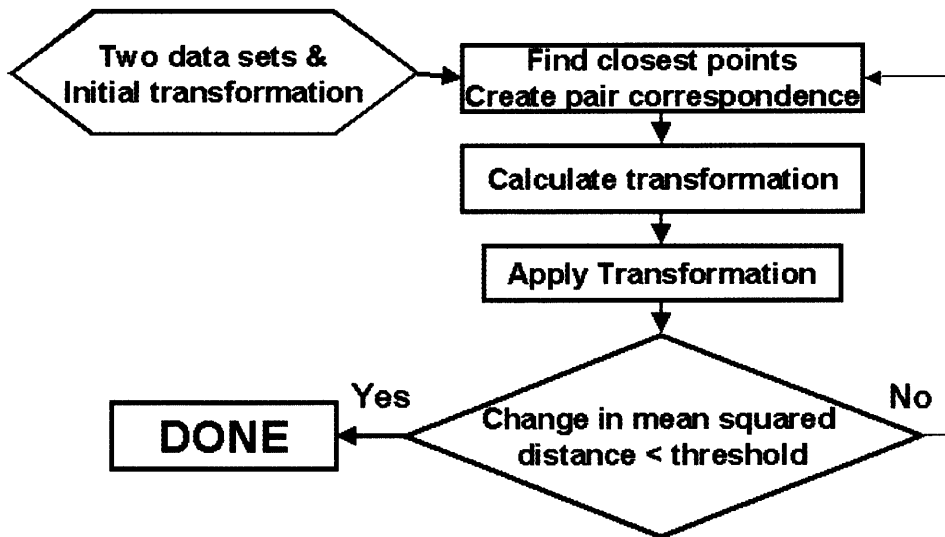 Two data sets &
Initial transformation
Find closest points
Create pair correspondence
Calculate transformation
Apply Transformation
Yes
No
Change in mean squared
distance < threshold
DONE